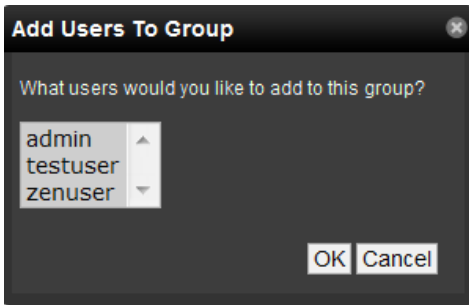 Add Users To Group
What users would you like to add to this group?
admin
testuser
zenuser
OK Cancel